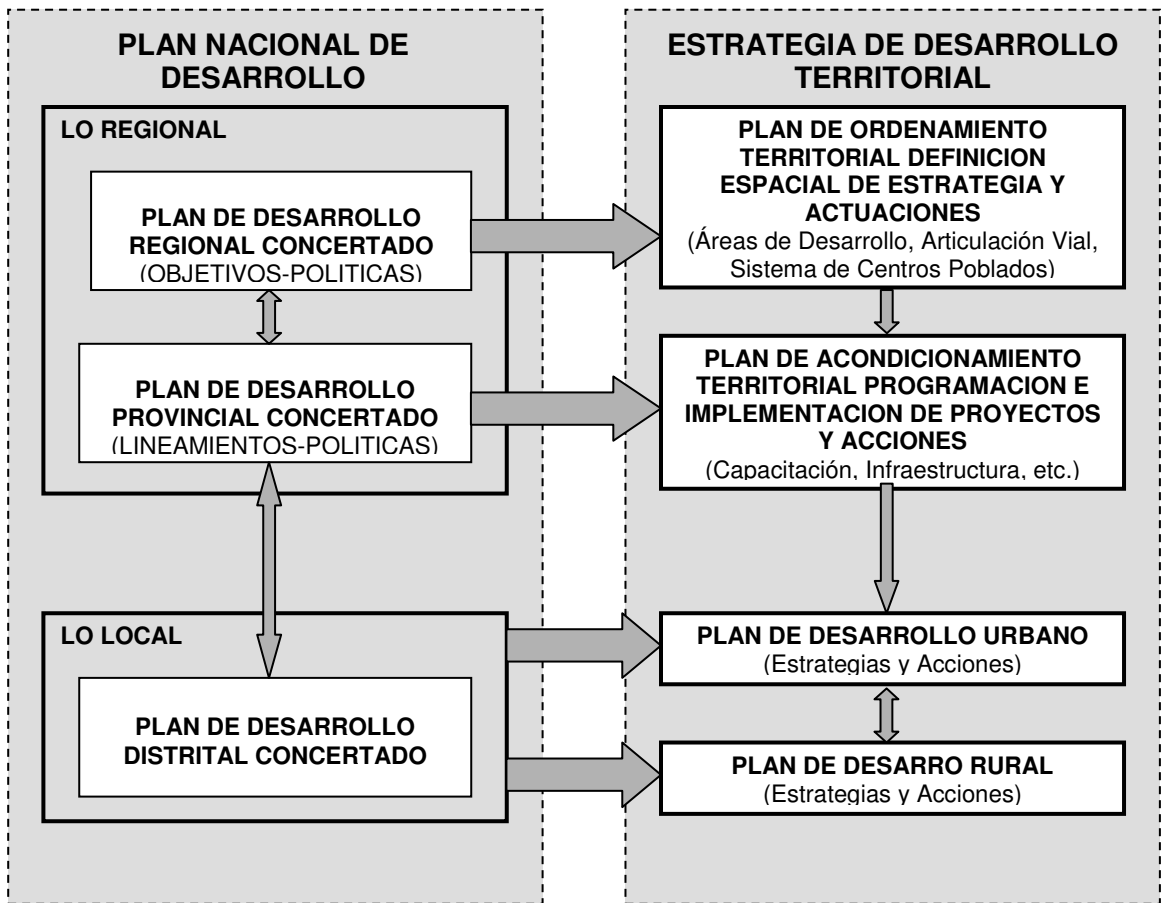 PLAN NACIONAL DE
DESARROLLO
LO REGIONAL
PLAN DE DESARROLLO
REGIONAL CONCERTADO
(OBJETIVOS-POLITICAS)
PLAN DE DESARROLLO
PROVINCIAL CONCERTADO
(LINEAMIENTOS-POLITICAS)
LO LOCAL
PLAN DE DESARROLLO
DISTRITAL CONCERTADO
ESTRATEGIA DE DESARROLLO
TERRITORIAL
PLAN DE ORDENAMIENTO
TERRITORIAL DEFINICION
ESPACIAL DE ESTRATEGIA Y
ACTUACIONES
(Áreas de Desarrollo, Articulación Vial,
Sistema de Centros Poblados)
PLAN DE ACONDICIONAMIENTO
TERRITORIAL PROGRAMACION E
IMPLEMENTACION DE PROYECTOS
Y ACCIONES
(Capacitación, Infraestructura, etc.)
PLAN DE DESARROLLO URBANO
(Estrategias y Acciones)
PLAN DE DESARRO RURAL
(Estrategias y Acciones)